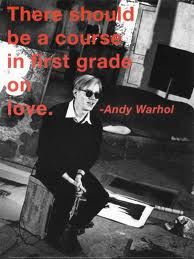 There should
be a course
in first grade
on
love.
-Andy Warhol